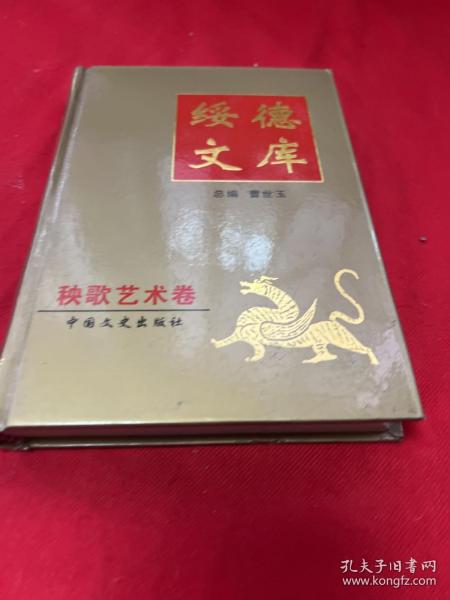 绥德
文库
总编 曹世玉
秧歌艺术卷
中国文史出版社
孔夫子旧书网
www.kongfz.com